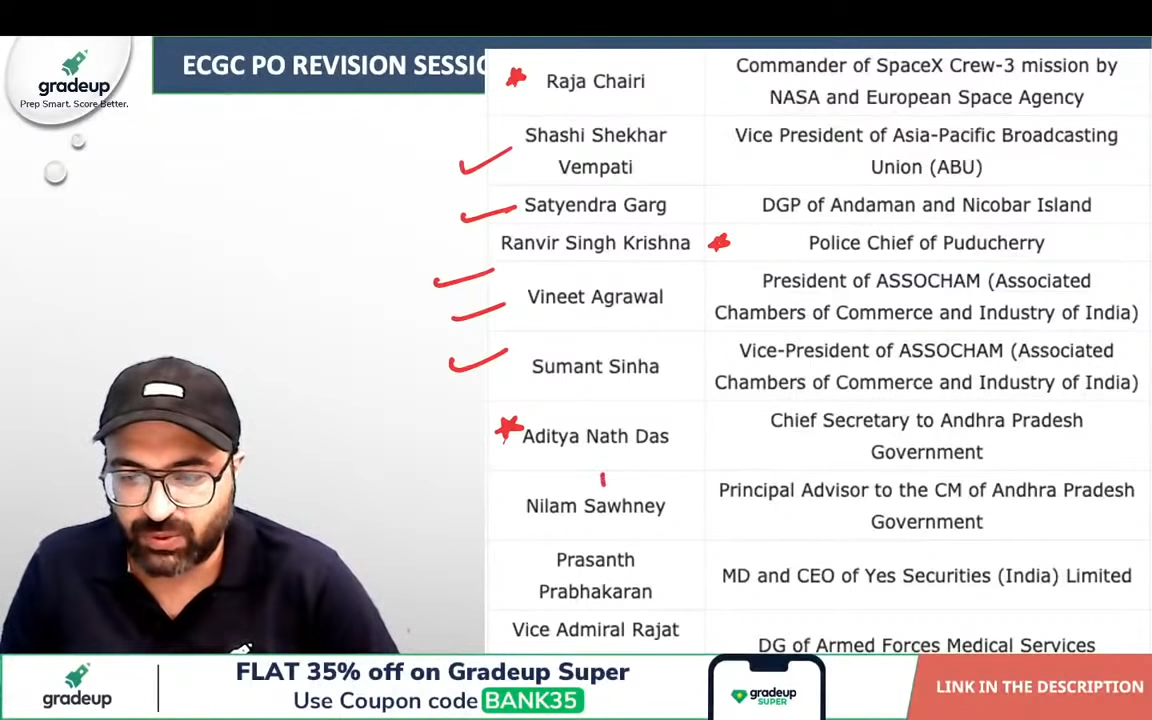 gradeup
Prep Smart. Score Better.
ECGC PO REVISION SESSIO
Raja Chairi
Commander of SpaceX Crew-3 mission by
NASA and European Space Agency
Shashi Shekhar
Vempati
Vice President of Asia-Pacific Broadcasting
Union (ABU)
Satyendra Garg
DGP of Andaman and Nicobar Island
Ranvir Singh Krishna
Police Chief of Puducherry
Vineet Agrawal
President of ASSOCHAM (Associated
Chambers of Commerce and Industry of India)
Sumant Sinha
Vice-President of ASSOCHAM (Associated
Chambers of Commerce and Industry of India)
Aditya Nath Das
Chief Secretary to Andhra Pradesh
Government
Nilam Sawhney
Principal Advisor to the CM of Andhra Pradesh
Government
Prasanth
Prabhakaran
MD and CEO of Yes Securities (India) Limited
Vice Admiral Rajat
DG of Armed Forces Medical Services
gradeup
FLAT 35% off on Gradeup Super
Use Coupon code BANK35
gradeup
SUPER
LINK IN THE DESCRIPTION